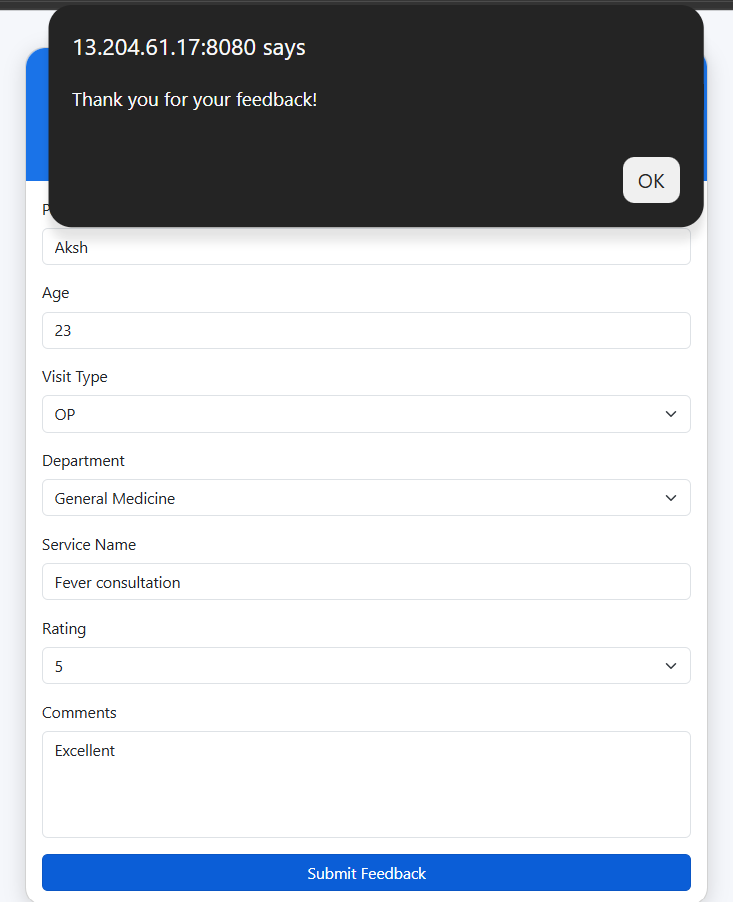 13.204.61.17:8080 says
Thank you for your feedback!
OK
Aksh
Age
23
Visit Type
OP
Department
General Medicine
Service Name
Fever consultation
Rating
5
Comments
Excellent
Submit Feedback